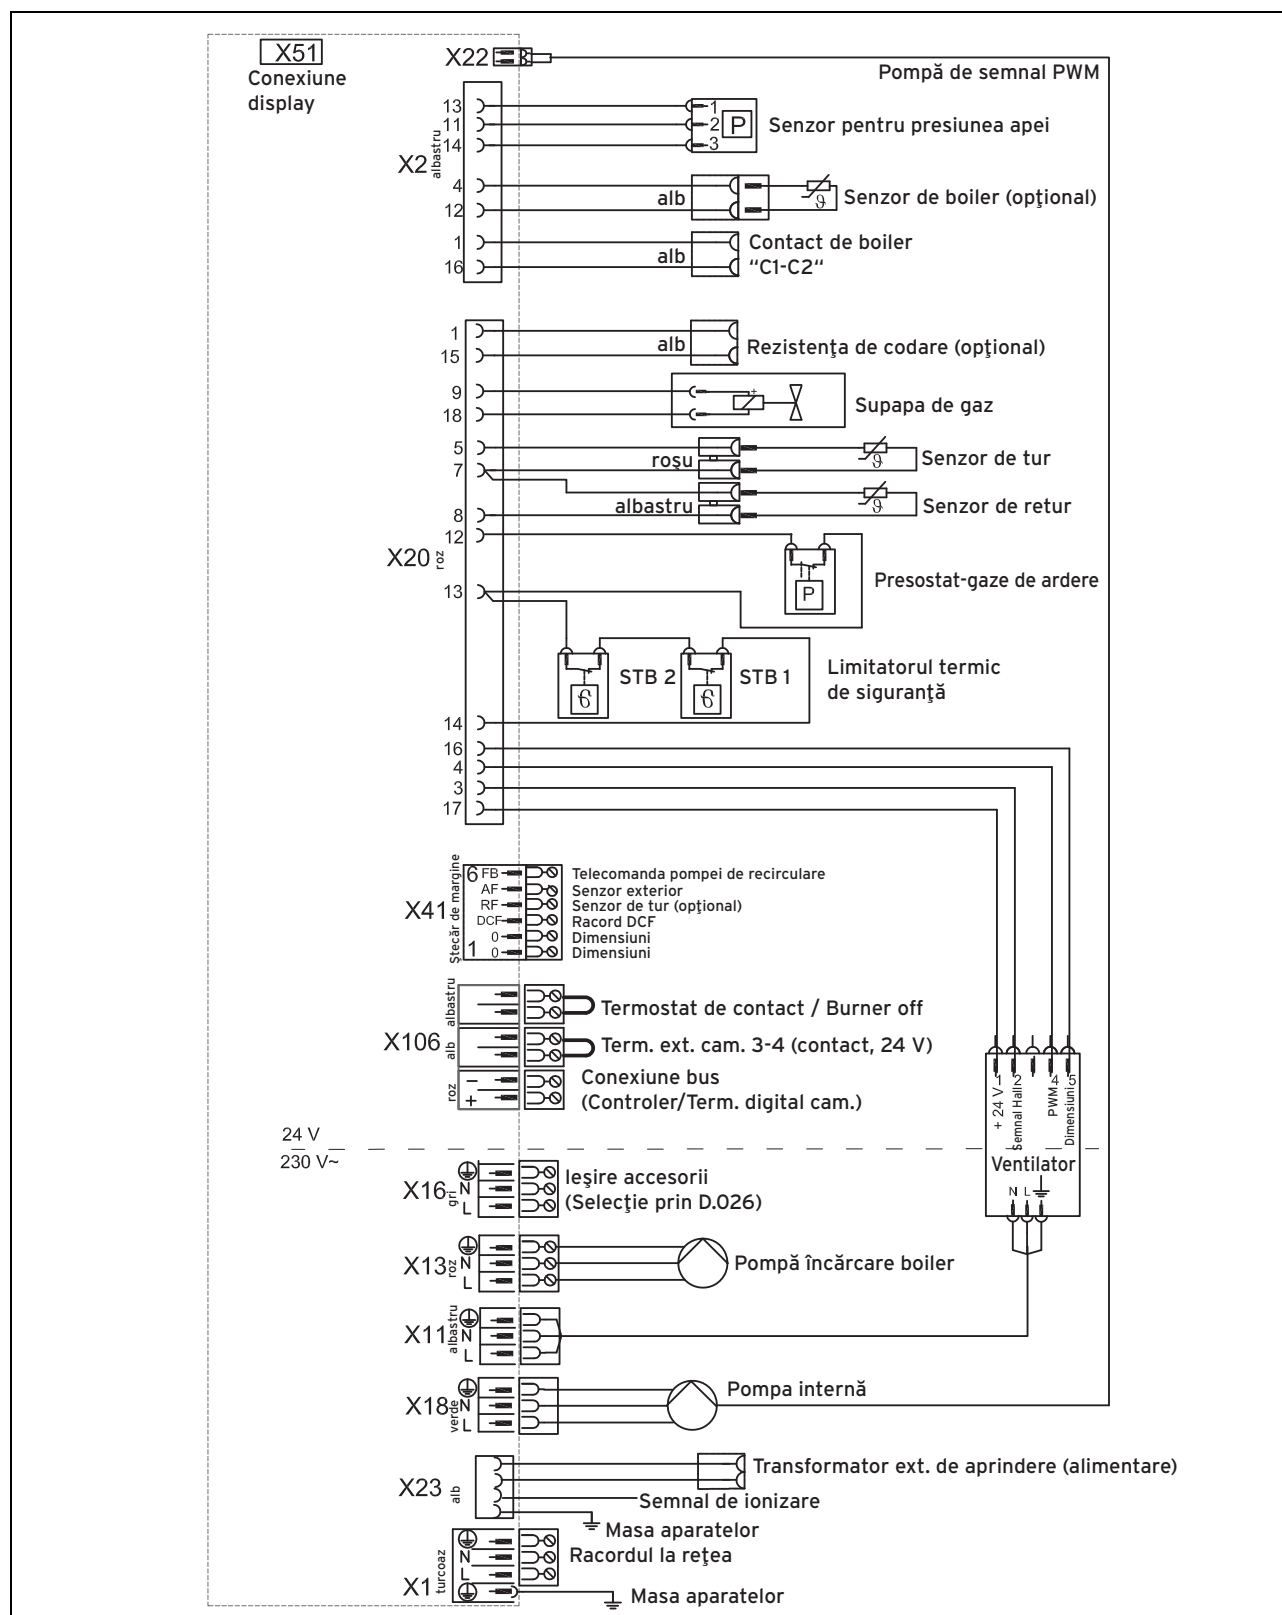 X51
Conexiune
display
X22
Pompă de semnal PWM
X2
albastru
13
11
14
4
12
1
16
1
2
3
P
Senzor pentru presiunea apei
alb
ϑ
Senzor de boiler (opţional)
alb
Contact de boiler
“C1-C2“
X20
roz
1
15
9
18
5
7
8
12
13
14
16
4
3
17
alb
Rezistenţa de codare (opţional)
+
Supapa de gaz
roşu
ϑ
Senzor de tur
albastru
ϑ
Senzor de retur
P
Presostat-gaze de ardere
STB 2
STB 1
ϑ
ϑ
Limitatorul termic
de siguranţă
X41
Ştecăr de margine
6 FB
AF
RF
DCF
0
1 0
Telecomanda pompei de recirculare
Senzor exterior
Senzor de tur (opţional)
Racord DCF
Dimensiuni
Dimensiuni
X106
albastru
Termostat de contact / Burner off
alb
Term. ext. cam. 3-4 (contact, 24 V)
roz
–
+
Conexiune bus
(Controler/Term. digital cam.)
1
2
4
5
+ 24 V
Semnal Hall
PWM
Dimensiuni
Ventilator
N L
24 V
230 V~
X16
gri
N
L
Ieşire accesorii
(Selecţie prin D.026)
X13
roz
N
L
Pompă încărcare boiler
X11
albastru
N
L
X18
verde
N
L
Pompa internă
X23
alb
Transformator ext. de aprindere (alimentare)
Semnal de ionizare
Masa aparatelor
X1
turcoaz
N
L
Racordul la reţea
Masa aparatelor